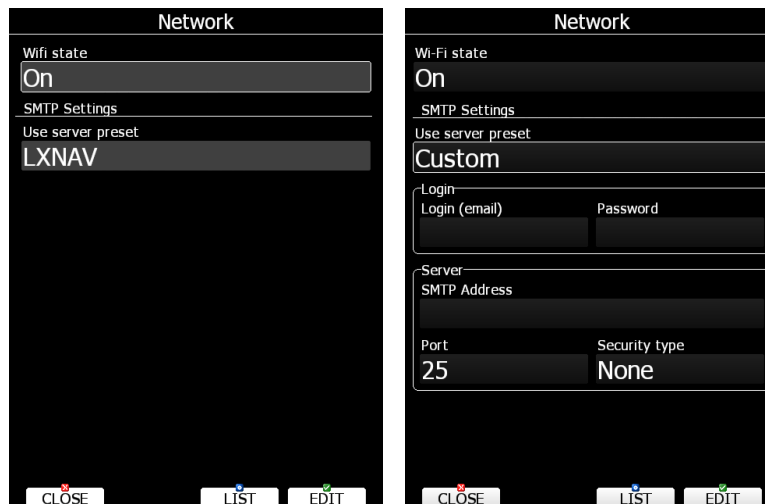 Network
Wifi state
On
SMTP Settings
Use server preset
LXNAV
CLOSE
LIST
EDIT
Network
Wi-Fi state
On
SMTP Settings
Use server preset
Custom
Login
Login (email) Password
Server
SMTP Address
Port Security type
25 None
CLOSE
LIST
EDIT